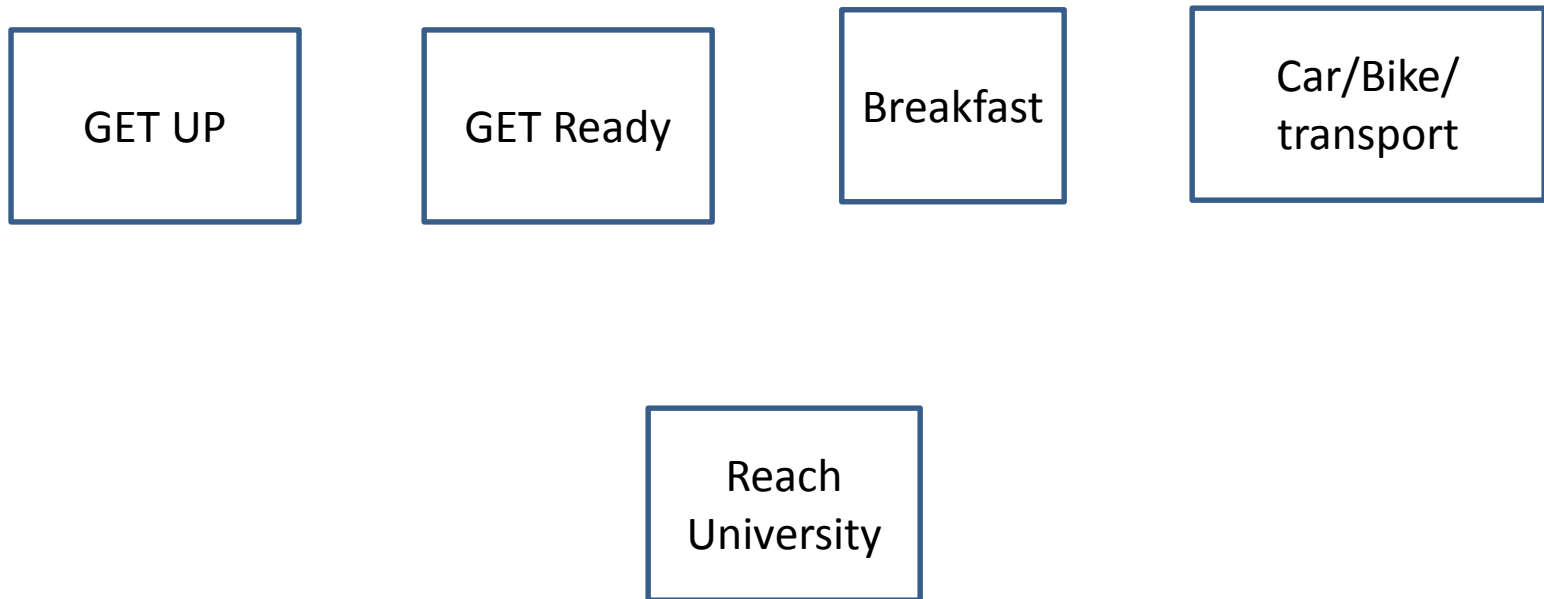 GET UP
GET Ready
Breakfast
Car/Bike/
transport
Reach
University